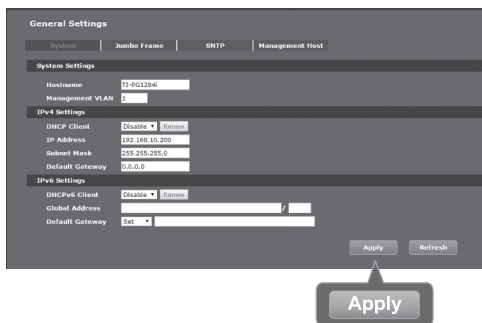 General Settings
System Jumbo Frame SNTP Management Host
System Settings
Hostname TI-PG1284i
Management VLAN 1
IPv4 Settings
DHCP Client Disable Renew
IP Address 192.168.10.200
Subnet Mask 255.255.255.0
Default Gateway 0.0.0.0
IPv6 Settings
DHCPv6 Client Disable Renew
Global Address /
Default Gateway Set
Apply Refresh
Apply